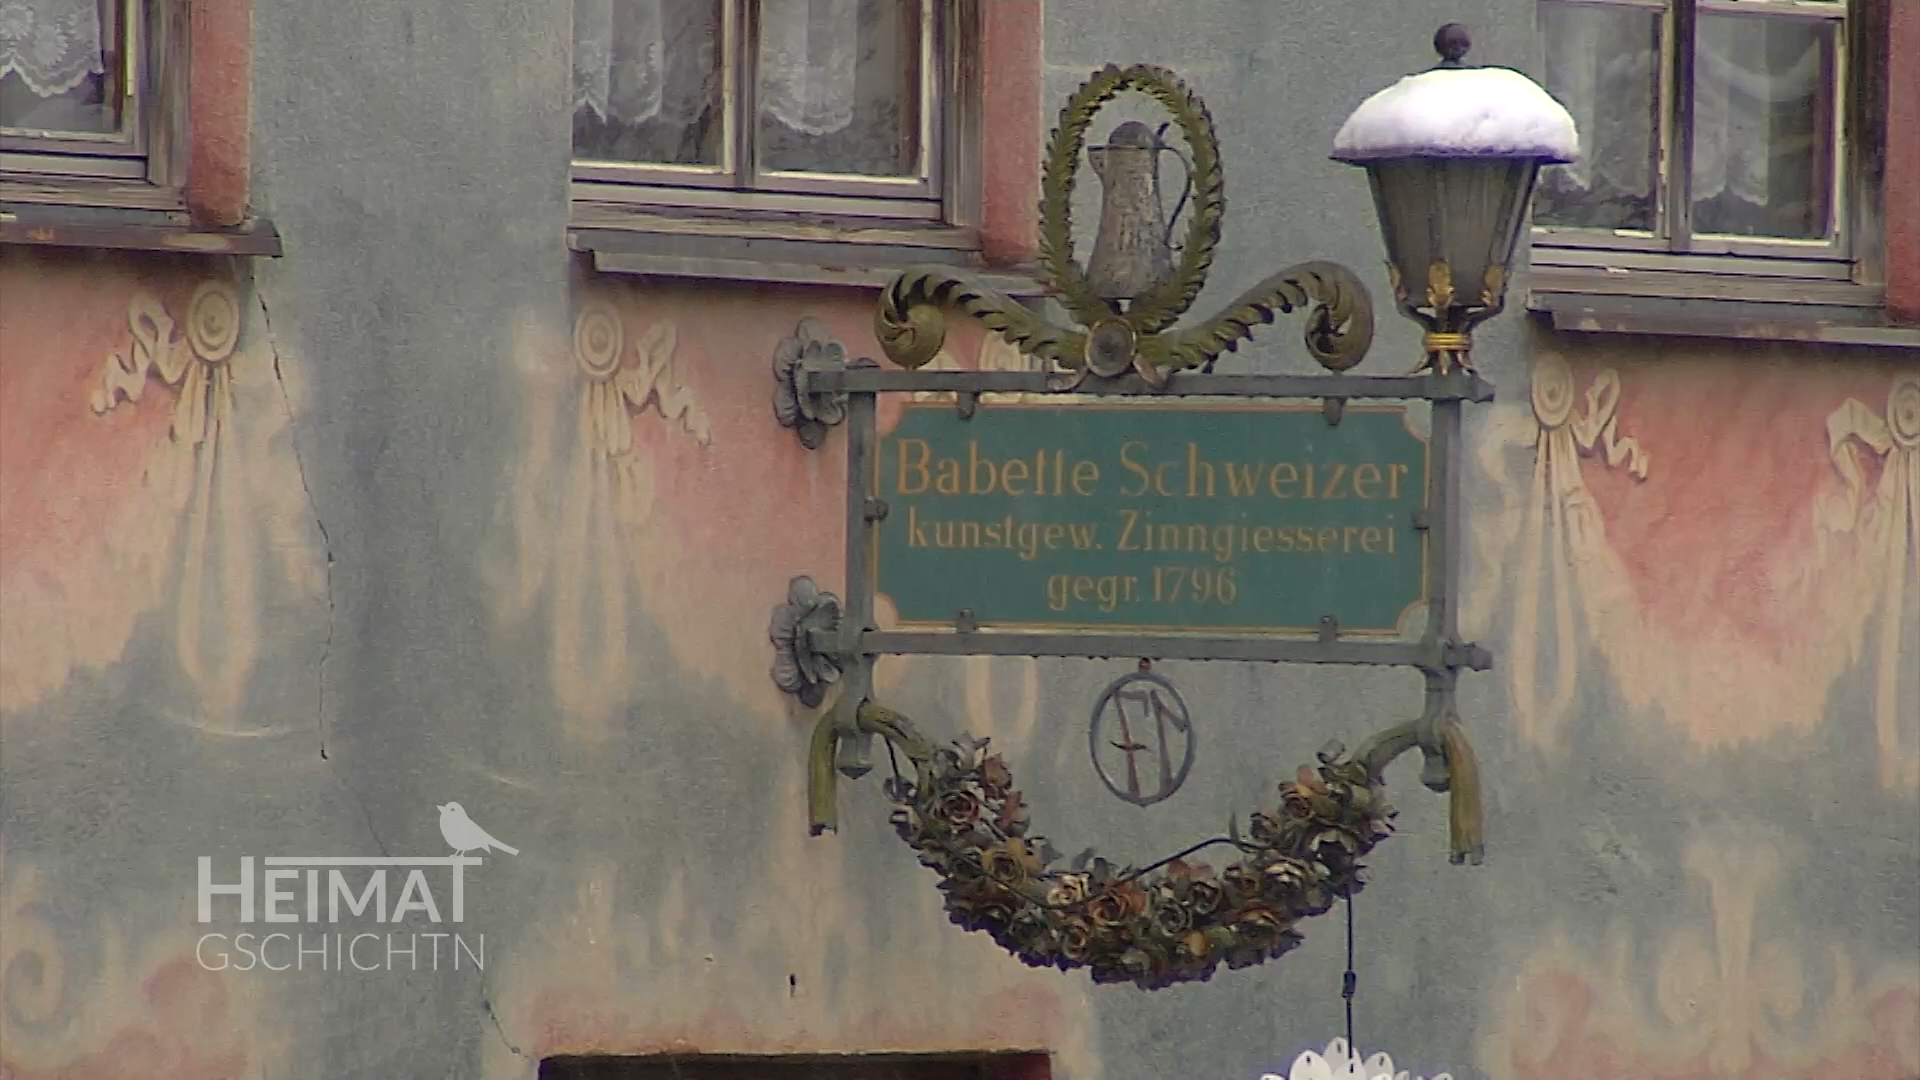 Babette Schweizer
kunstgew. Zinngiesserei
gegr. 1796
HEIMAT
GSCHICHTN